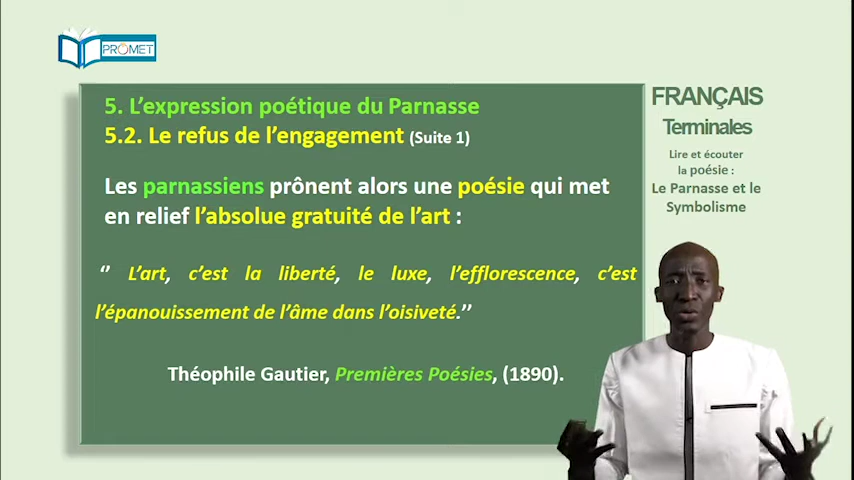 PROMET
5. L’expression poétique du Parnasse
5.2. Le refus de l’engagement (Suite 1)
Les parnassiens prônent alors une poésie qui met
en relief l’absolue gratuité de l’art :
‘’ L’art, c’est la liberté, le luxe, l’efflorescence, c’est
l’épanouissement de l’âme dans l’oisiveté.’’
Théophile Gautier, Premières Poésies, (1890).
FRANÇAIS
Terminales
Lire et écouter
la poésie :
Le Parnasse et le
Symbolisme